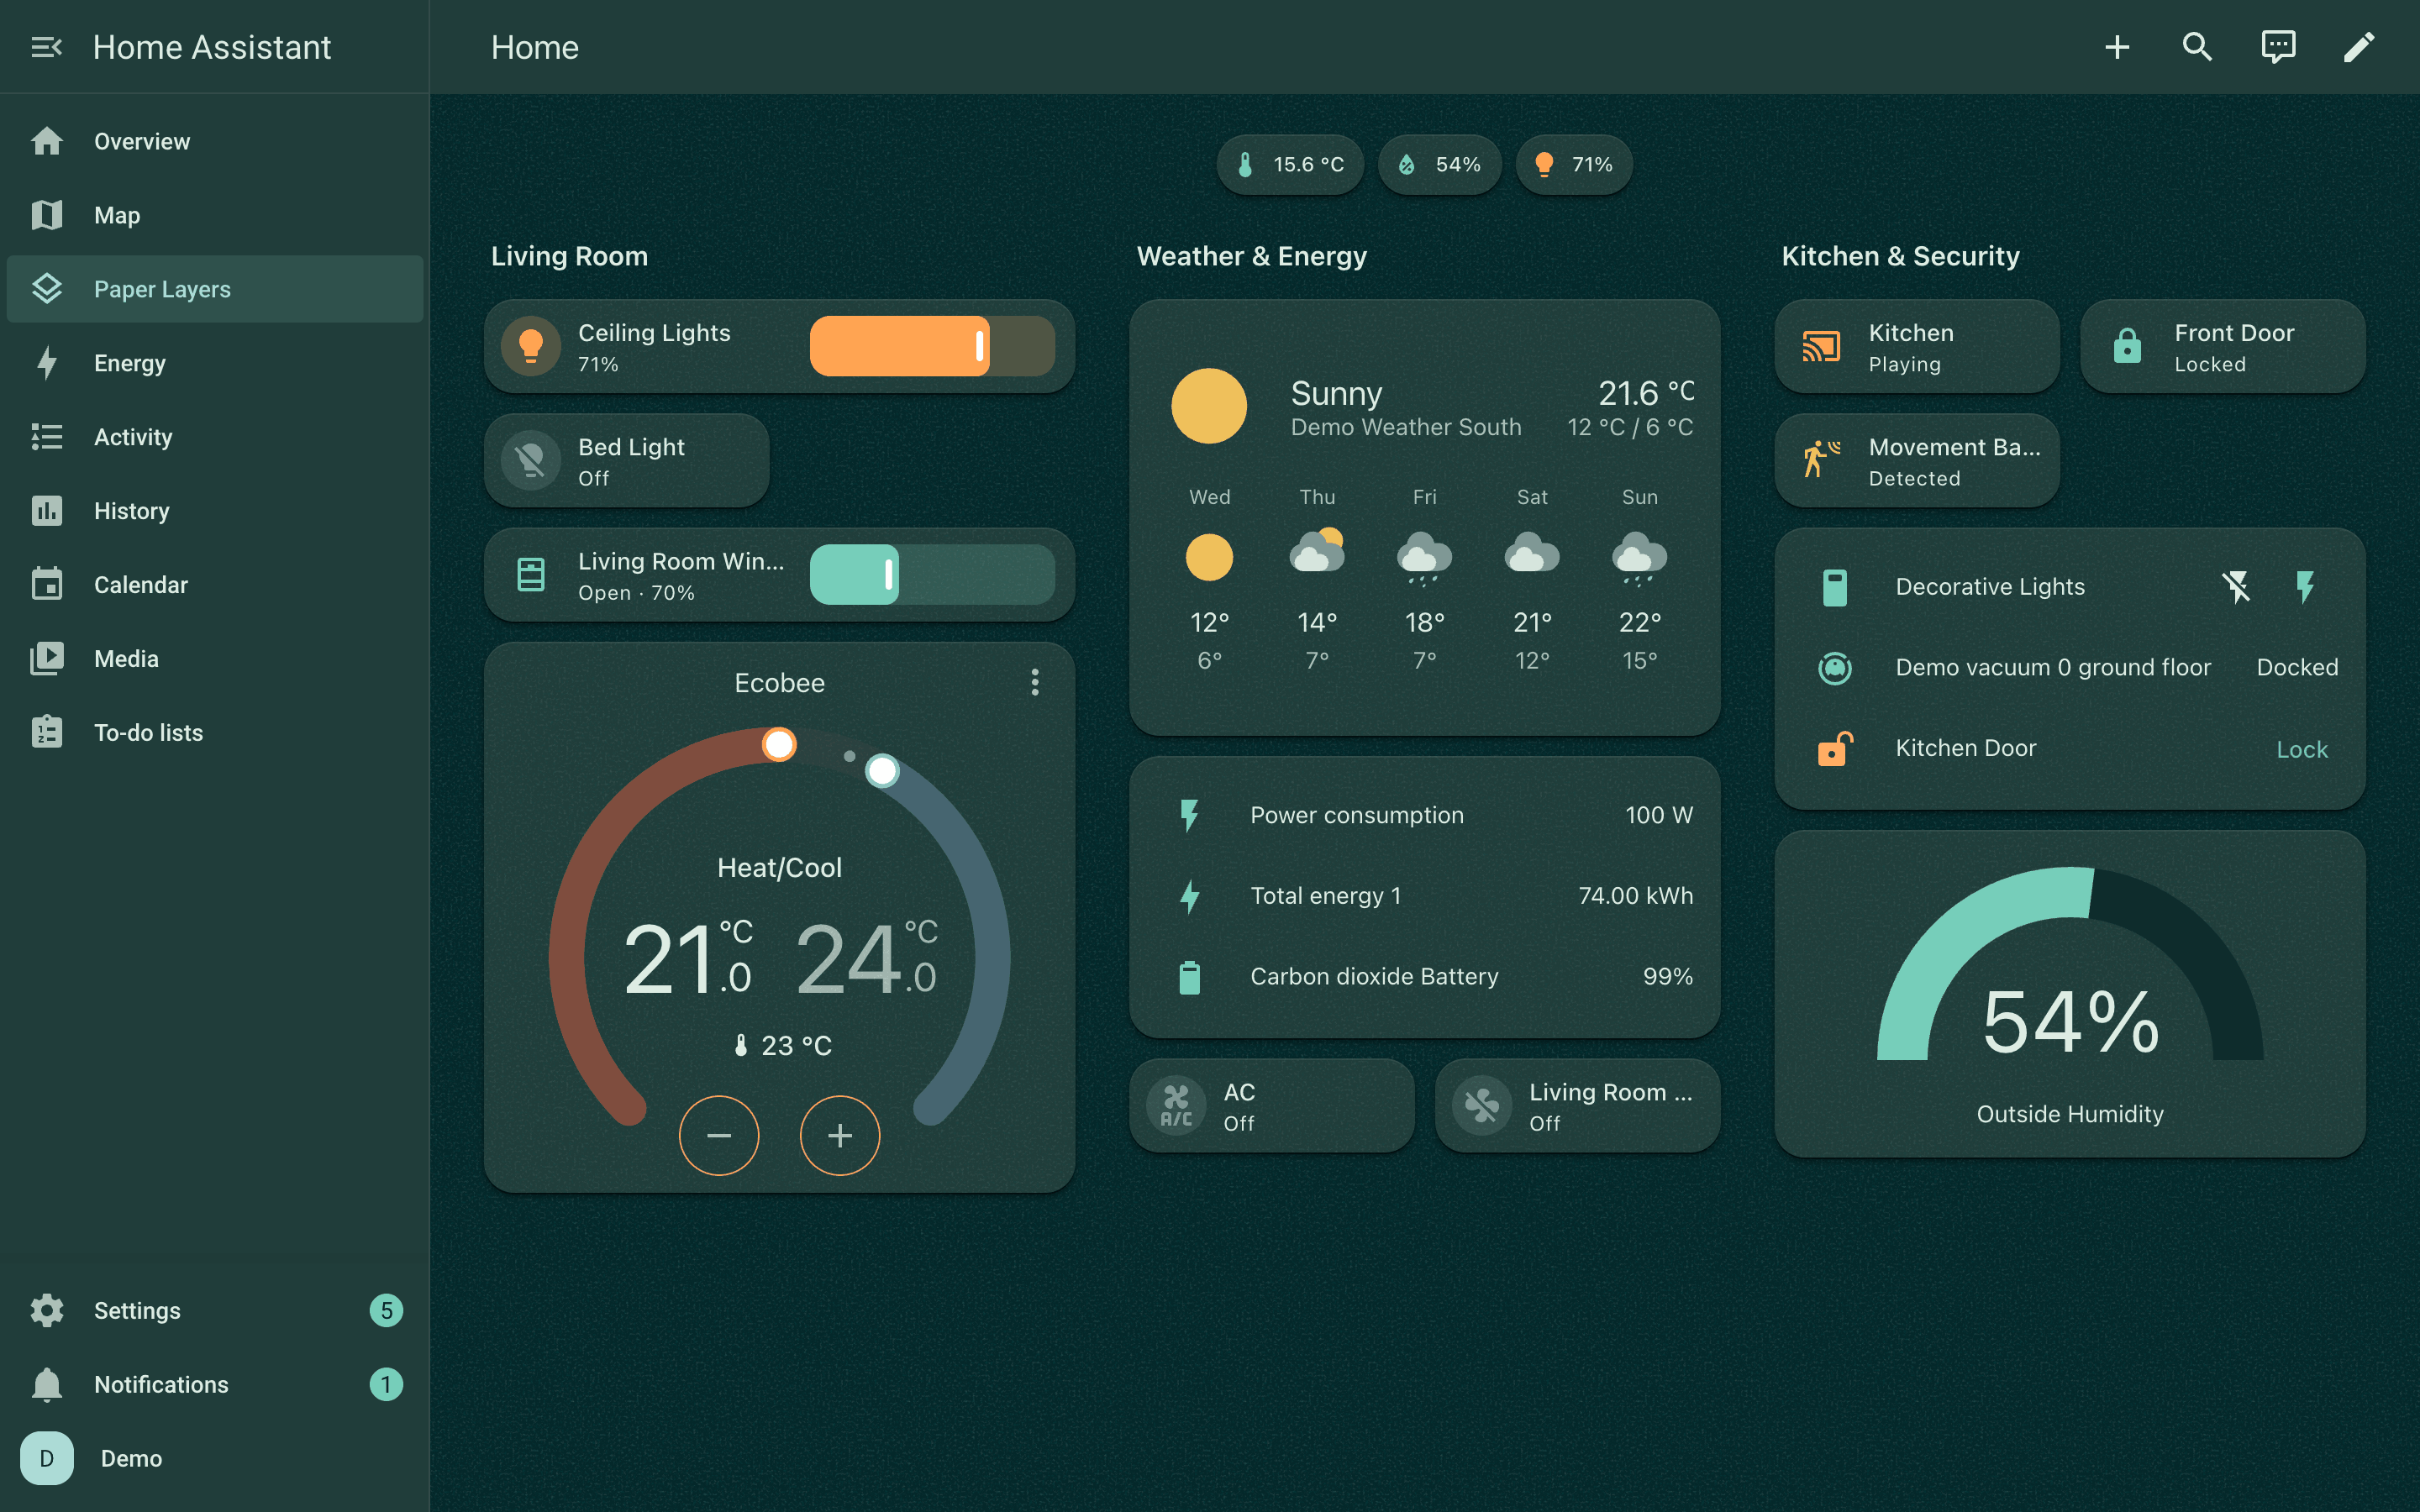 Home Assistant
Overview
Map
Paper Layers
Energy
Activity
History
Calendar
Media
To-do lists
Settings 5
Notifications 1
D Demo
Home
15.6 °C 54% 71%
Living Room
Ceiling Lights
71%
Bed Light
Off
Living Room Win...
Open · 70%
Ecobee
Heat/Cool
21.0 °C 24.0 °C
23 °C
Weather & Energy
Sunny 21.6 °C
Demo Weather South 12 °C / 6 °C
Wed Thu Fri Sat Sun
12° 14° 18° 21° 22°
6° 7° 7° 12° 15°
Power consumption 100 W
Total energy 1 74.00 kWh
Carbon dioxide Battery 99%
A/C
AC
Off
Living Room ...
Off
Kitchen & Security
Kitchen
Playing
Front Door
Locked
Movement Ba...
Detected
Decorative Lights
Demo vacuum 0 ground floor Docked
Kitchen Door Lock
54%
Outside Humidity